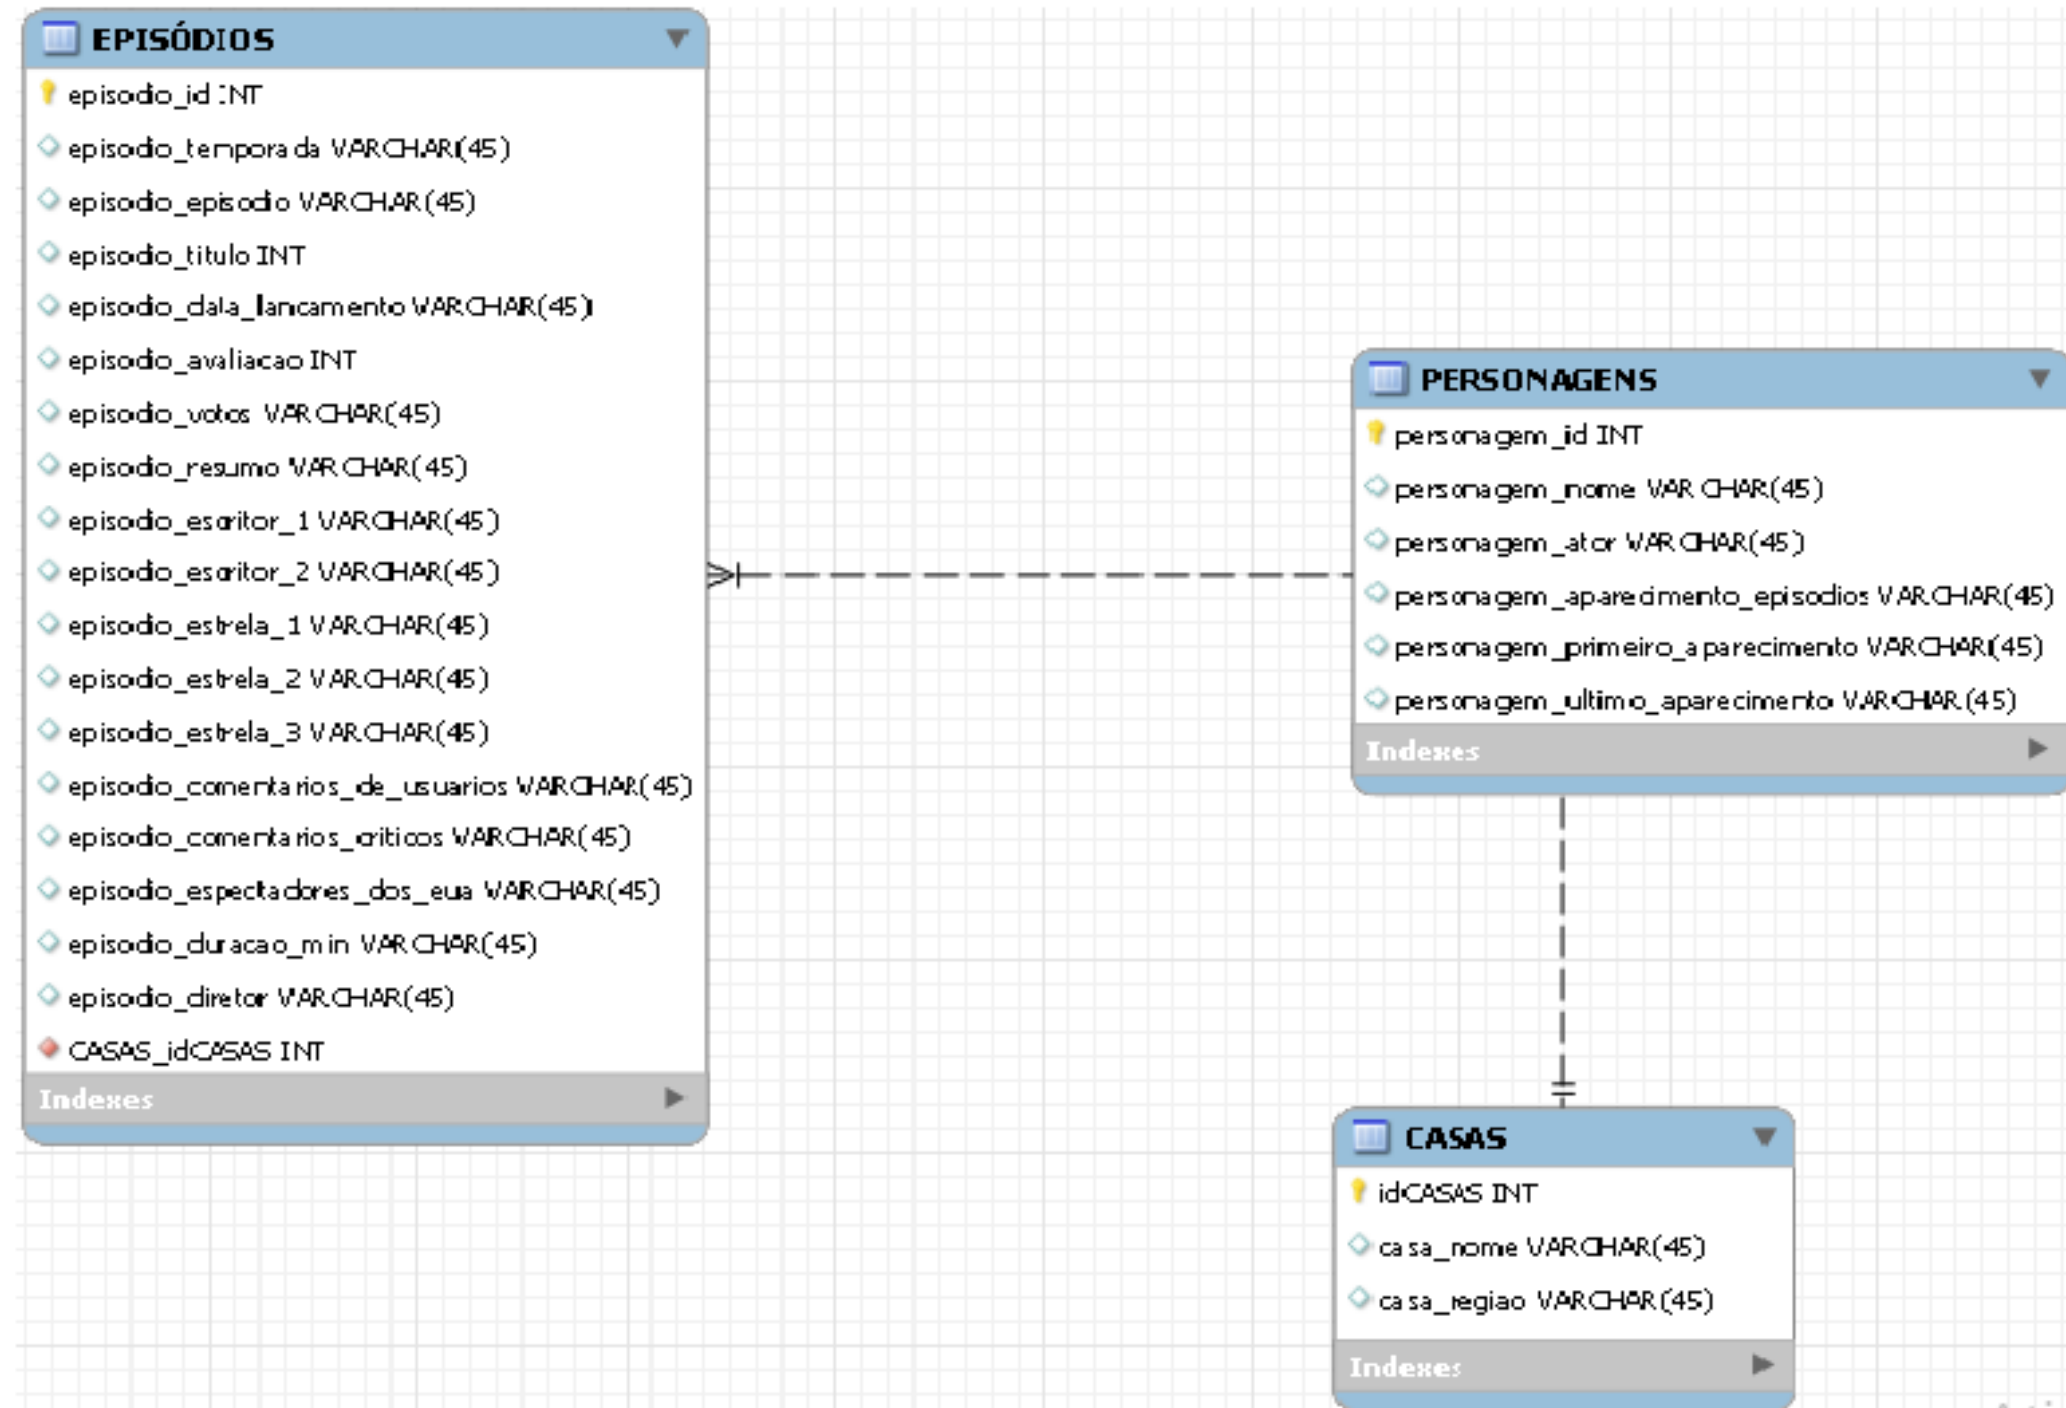 EPISÓDIOS
episodio_id INT
episodio_temporada VARCHAR(45)
episodio_episodio VARCHAR(45)
episodio_titulo INT
episodio_data_lancamento VARCHAR(45)
episodio_avaliacao INT
episodio_votos VARCHAR(45)
episodio_resumo VARCHAR(45)
episodio_escritor_1 VARCHAR(45)
episodio_escritor_2 VARCHAR(45)
episodio_estrela_1 VARCHAR(45)
episodio_estrela_2 VARCHAR(45)
episodio_estrela_3 VARCHAR(45)
episodio_comentarios_de_usuarios VARCHAR(45)
episodio_comentarios_criticos VARCHAR(45)
episodio_espectadores_dos_eua VARCHAR(45)
episodio_duracao_min VARCHAR(45)
episodio_diretor VARCHAR(45)
CASAS_idCASAS INT
Indexes
PERSONAGENS
personagem_id INT
personagem_nome VARCHAR(45)
personagem_ator VARCHAR(45)
personagem_aparecimento_episodios VARCHAR(45)
personagem_primeiro_aparecimento VARCHAR(45)
personagem_ultimo_aparecimento VARCHAR(45)
Indexes
CASAS
idCASAS INT
casa_nome VARCHAR(45)
casa_regiao VARCHAR(45)
Indexes